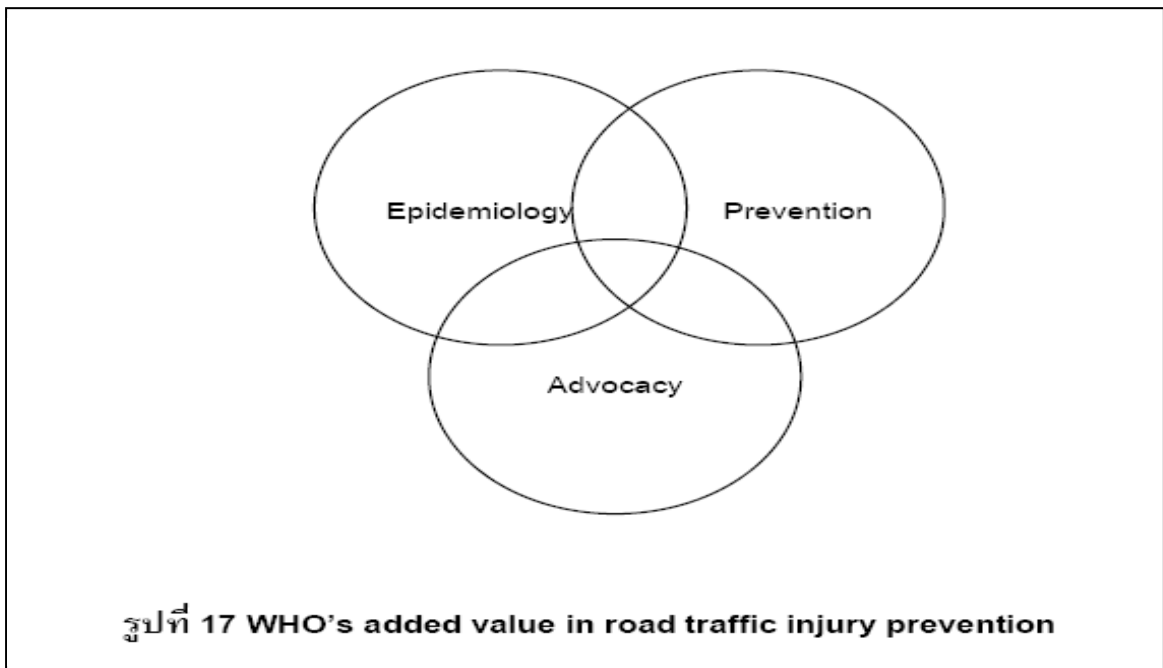 Epidemiology Prevention
Advocacy
รูปที่ 17 WHO's added value in road traffic injury prevention